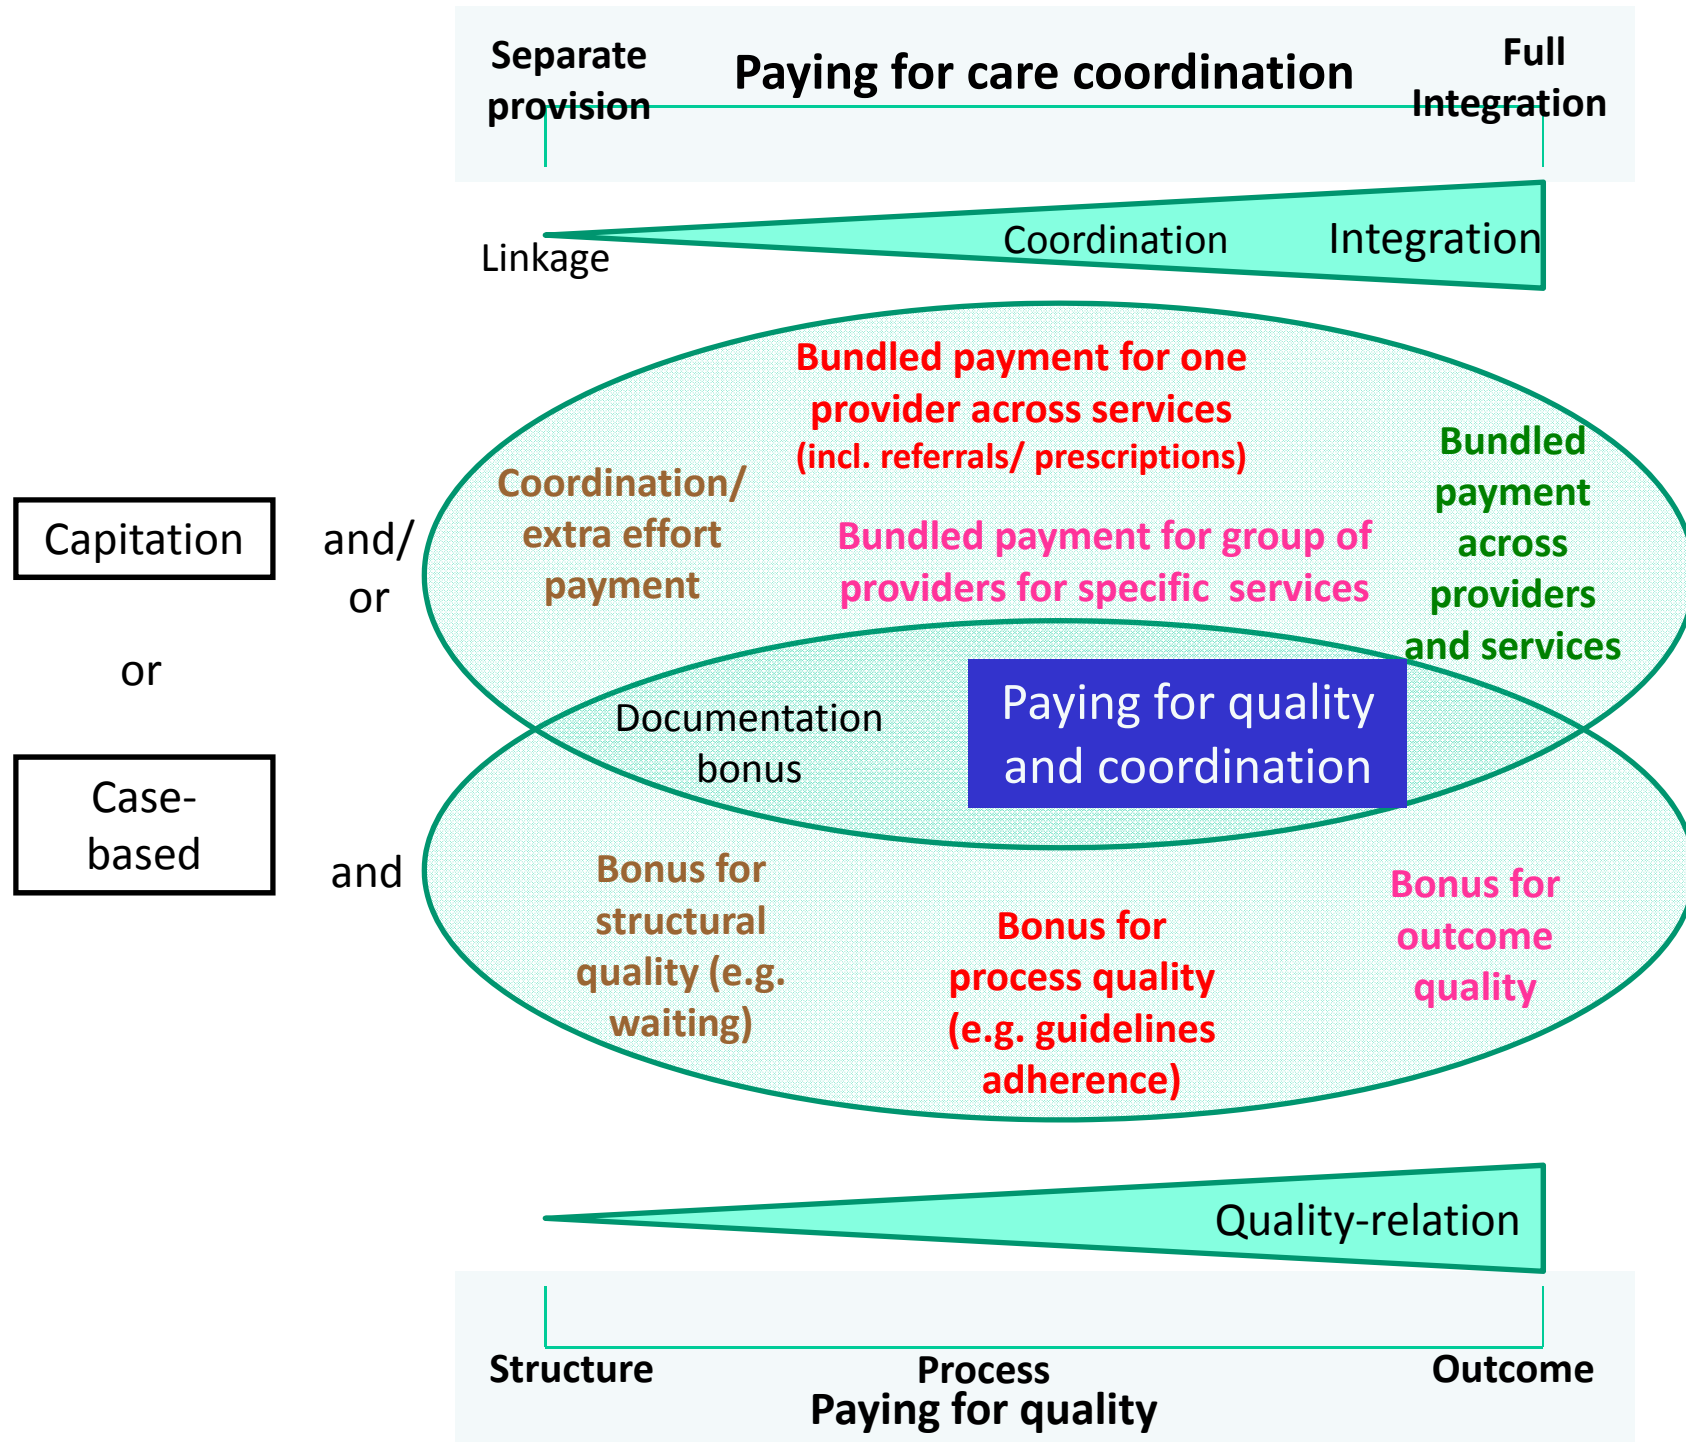 Separate
provision
Paying for care coordination
Full
Integration
Linkage
Coordination
Integration
Bundled payment for one
provider across services
(incl. referrals/ prescriptions)
Coordination/
extra effort
payment
Bundled payment for group of
providers for specific services
Bundled
payment
across
providers
and services
Capitation
and/
or
or
Case-
based
and
Documentation
bonus
Paying for quality
and coordination
Bonus for
structural
quality (e.g.
waiting)
Bonus for
process quality
(e.g. guidelines
adherence)
Bonus for
outcome
quality
Quality-relation
Structure
Process
Outcome
Paying for quality